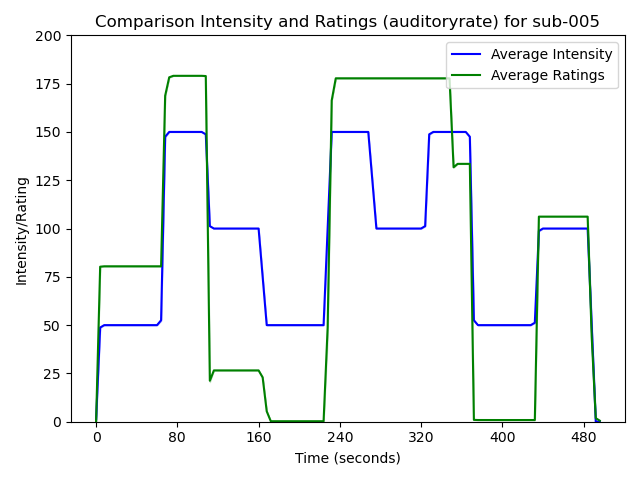 Comparison Intensity and Ratings (auditoryrate) for sub-005
200
175
150
125
100
75
50
25
0
Intensity/Rating
Average Intensity
Average Ratings
0 80 160 240 320 400 480
Time (seconds)